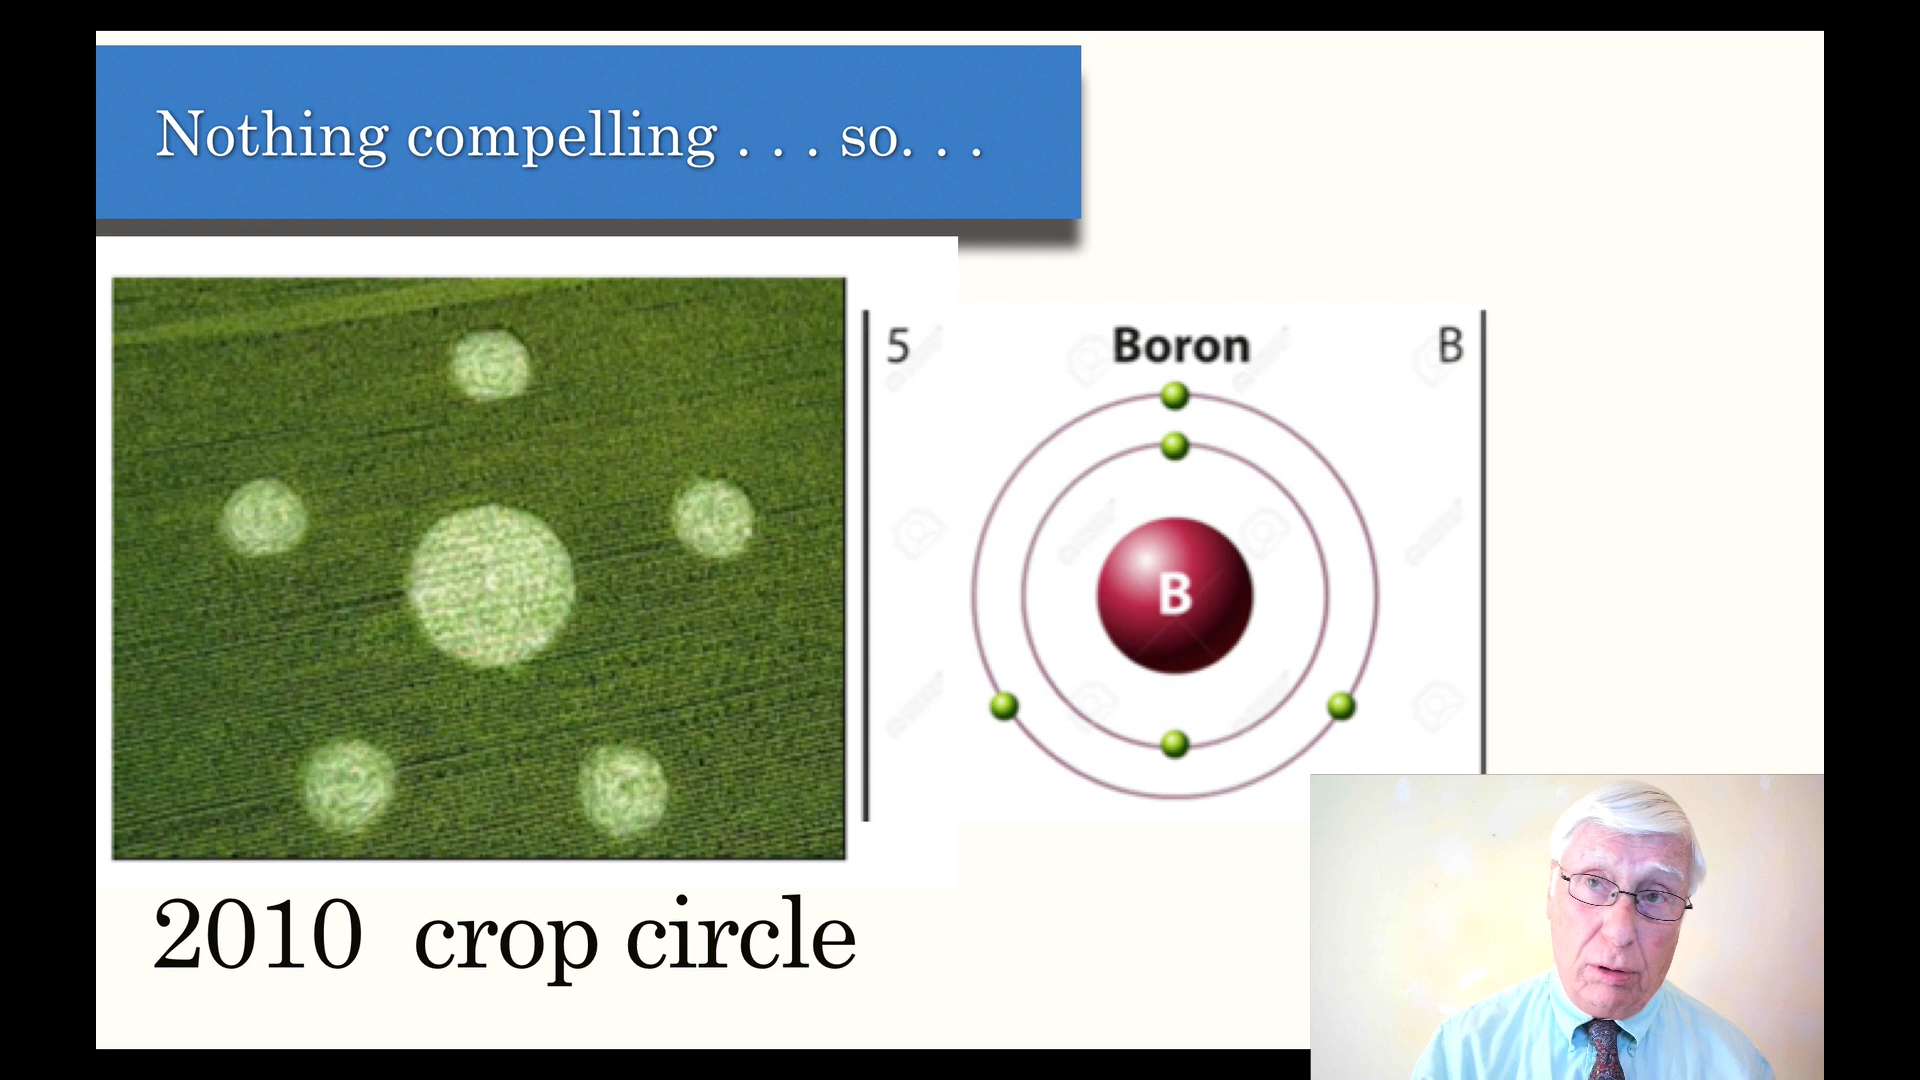 Nothing compelling . . . so. . .
5 Boron B
B
2010 crop circle